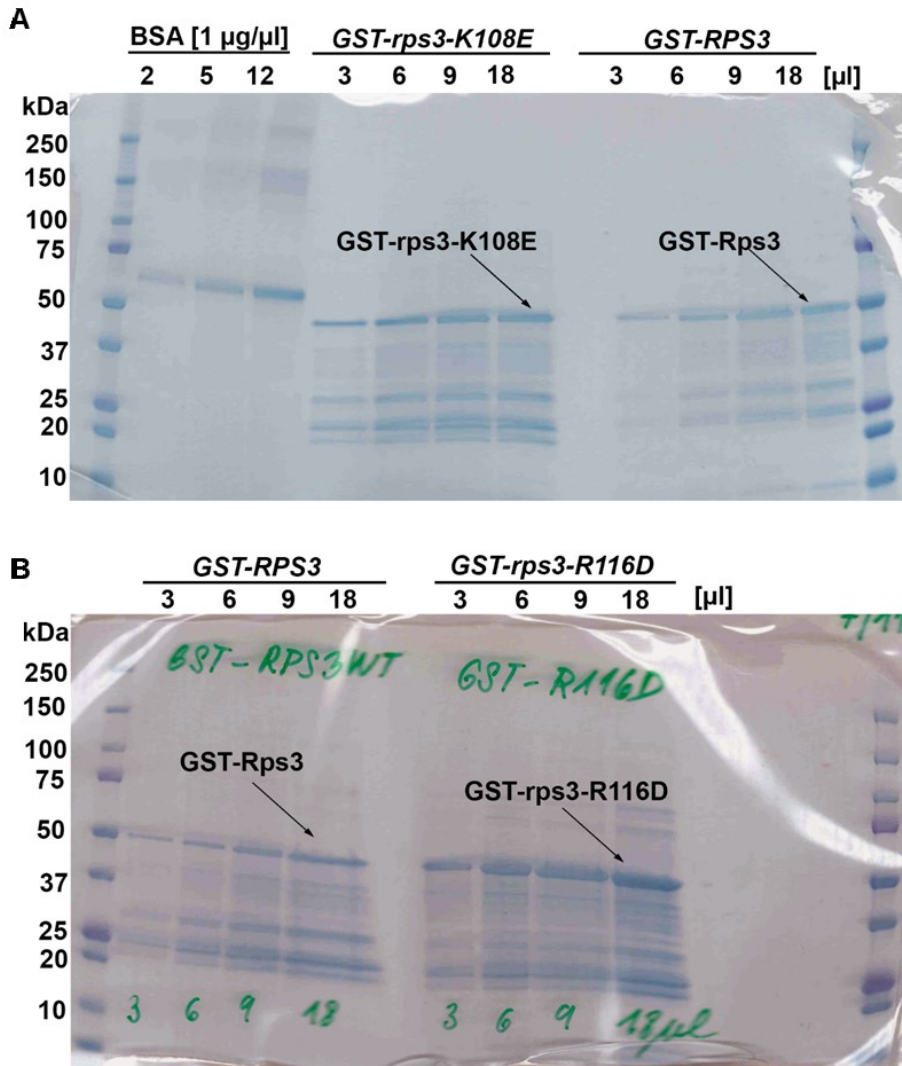 A
BSA [1 µg/µl] GST-rps3-K108E GST-RPS3
2 5 12 3 6 9 18 3 6 9 18 [µl]
kDa
250
150
100
75
GST-rps3-K108E GST-Rps3
50
37
25
20
10
B
GST-RPS3 GST-rps3-R116D
3 6 9 18 3 6 9 18 [µl]
kDa
GST-RPS3WT GST-R116D
250
150
100
75
GST-Rps3
GST-rps3-R116D
50
37
25
20
10
3 6 9 18 3 6 9 18µl